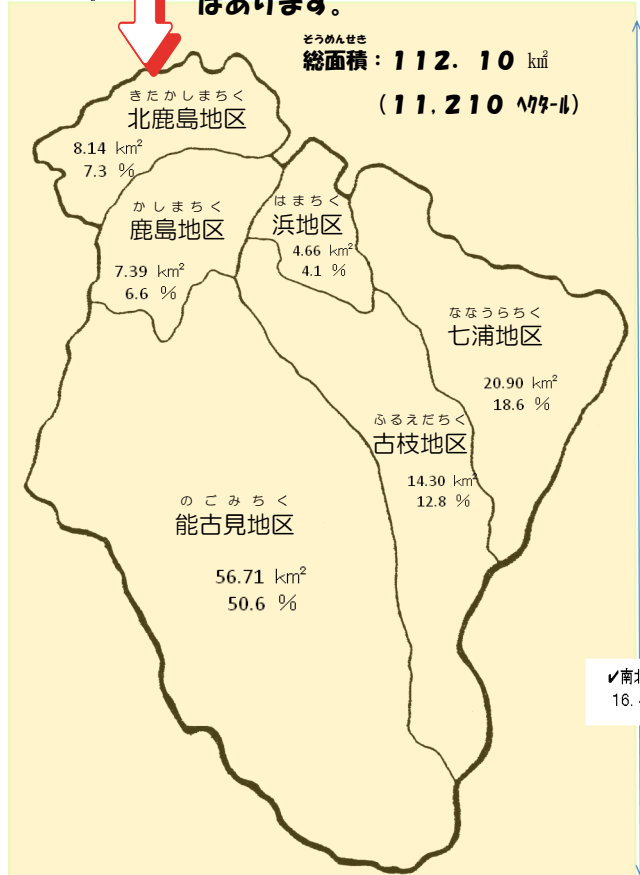 はあります。
そうめんせき
総面積：112．10 k㎡
（11,210 ヘクタール）
きたかしまちく
北鹿島地区
8.14 km²
7.3 %
かしまちく
鹿島地区
7.39 km²
6.6 %
はまちく
浜地区
4.66 km²
4.1 %
ななうらちく
七浦地区
20.90 km²
18.6 %
ふるえだちく
古枝地区
14.30 km²
12.8 %
のごみちく
能古見地区
56.71 km²
50.6 %
✓南北
16.